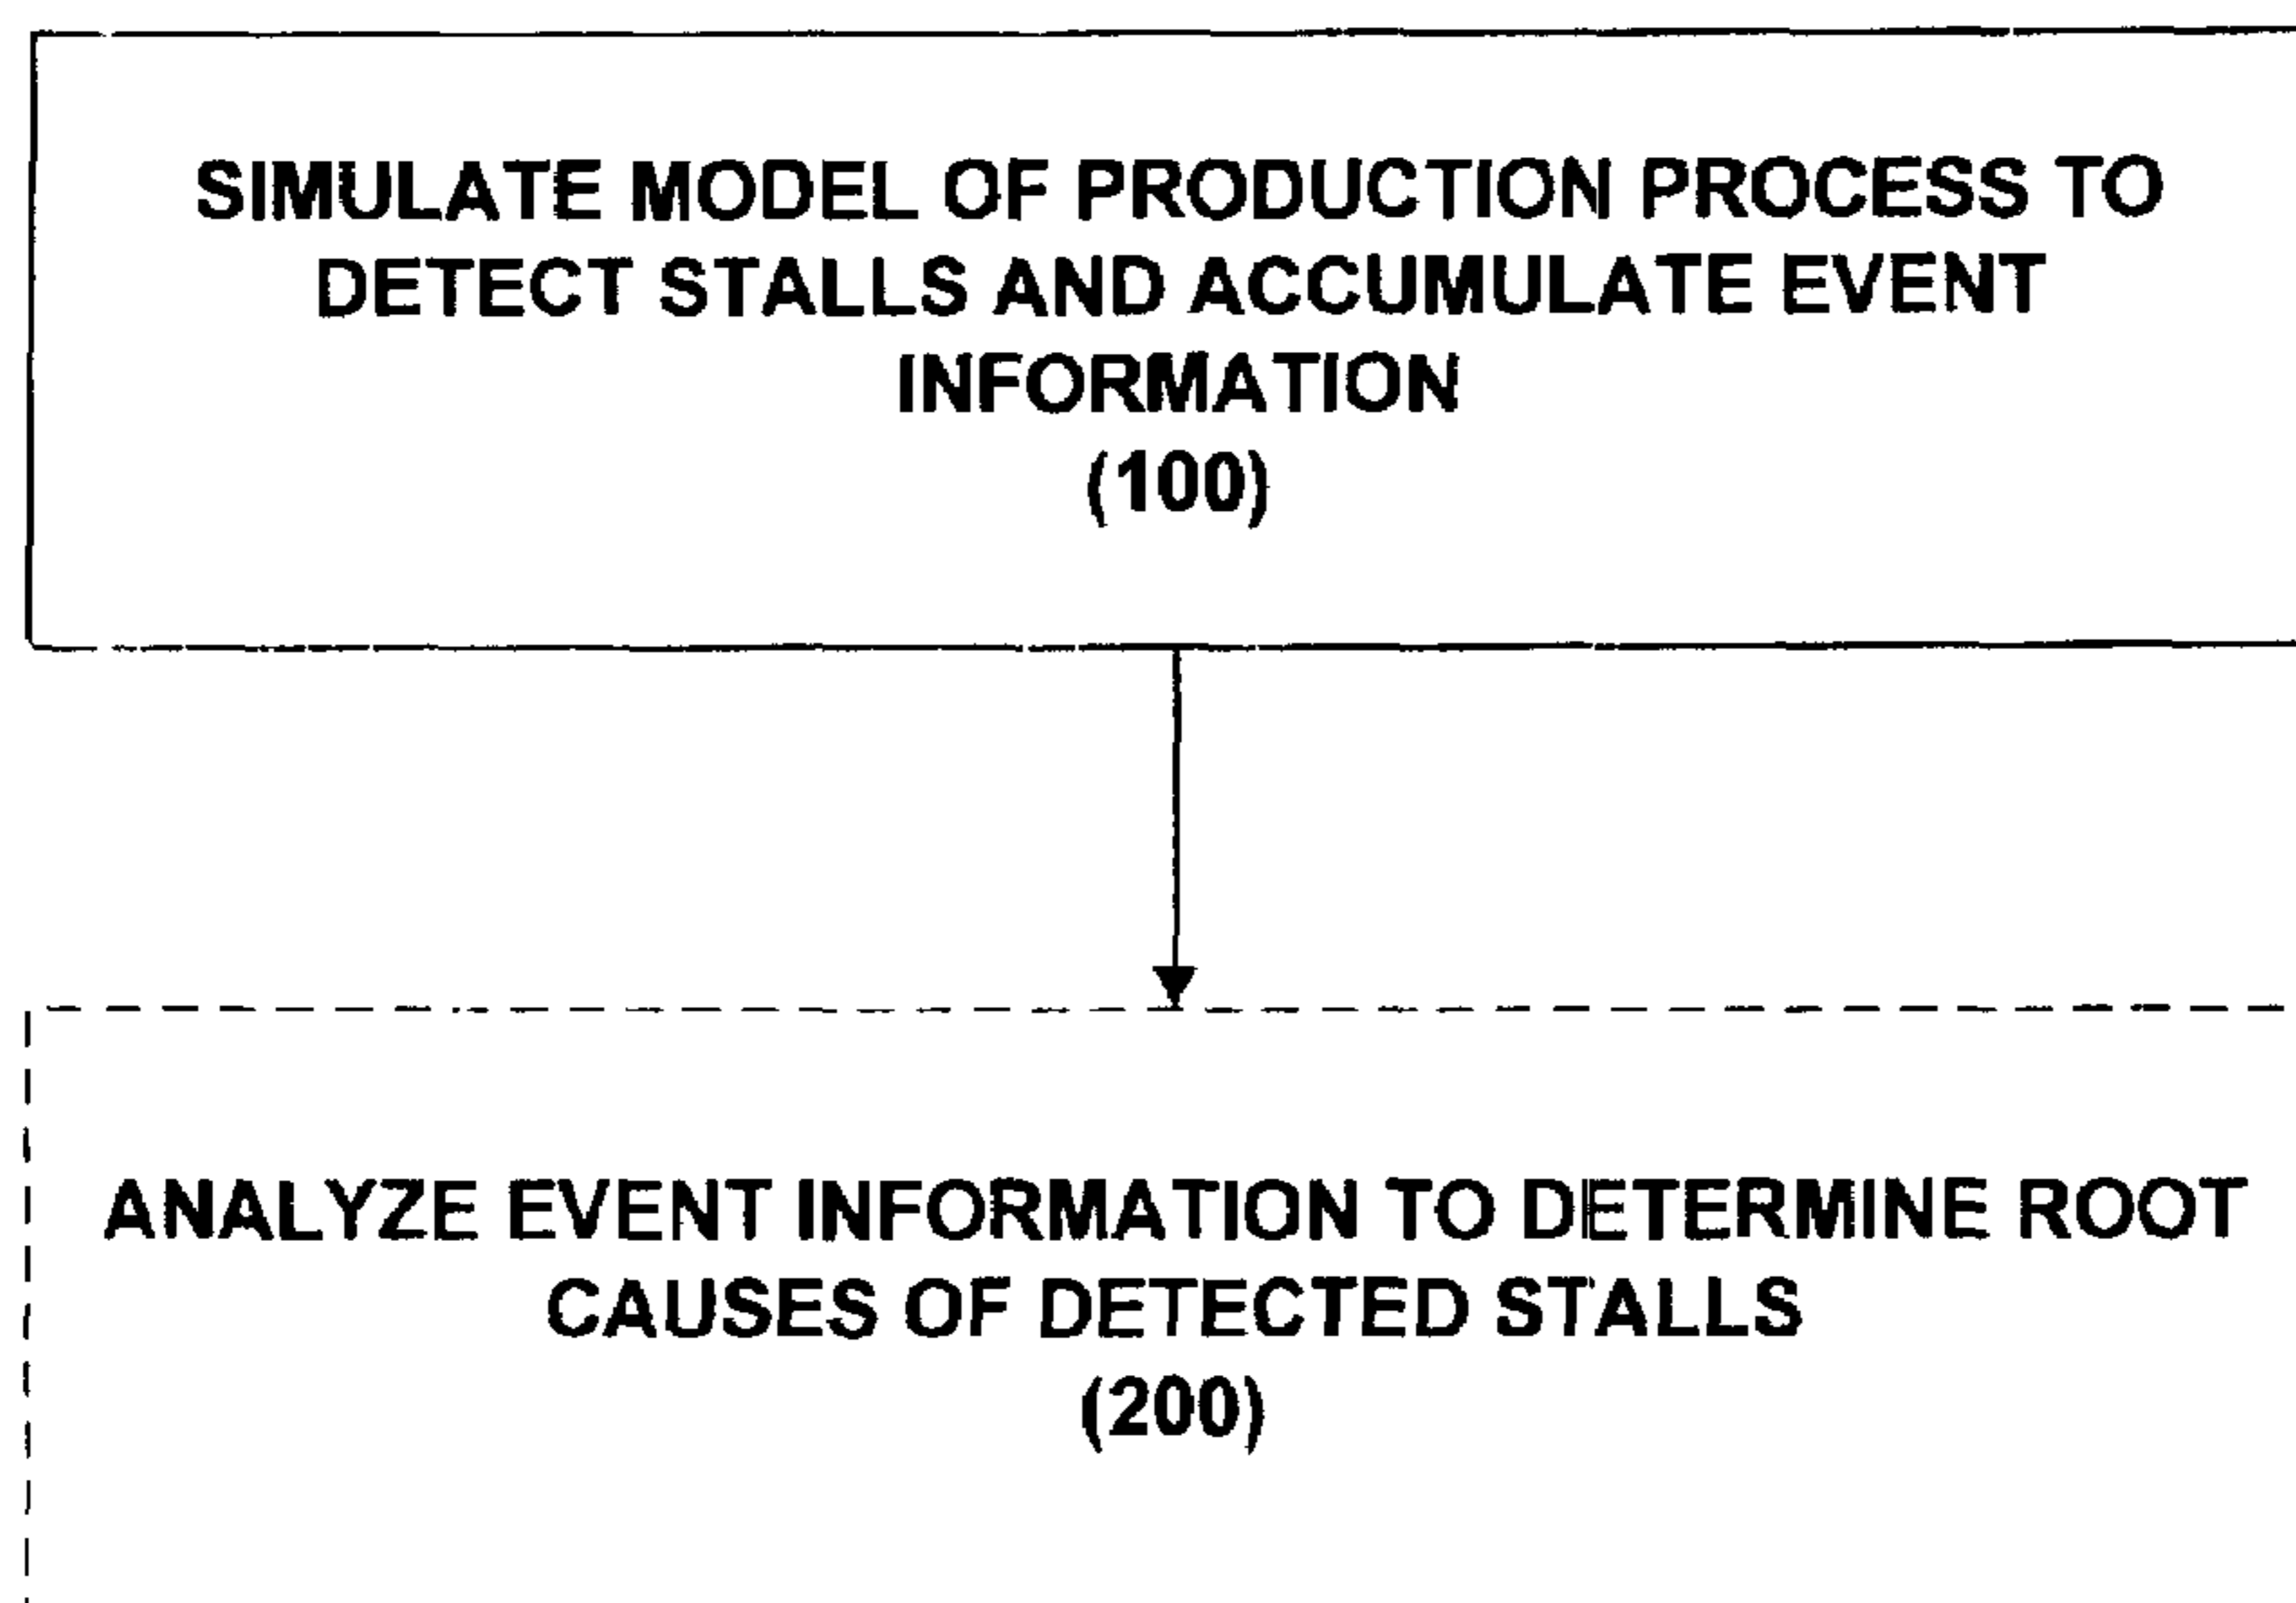 SIMULATE MODEL OF PRODUCTION PROCESS TO
DETECT STALLS AND ACCUMULATE EVENT
INFORMATION
(100)
ANALYZE EVENT INFORMATION TO DETERMINE ROOT
CAUSES OF DETECTED STALLS
(200)